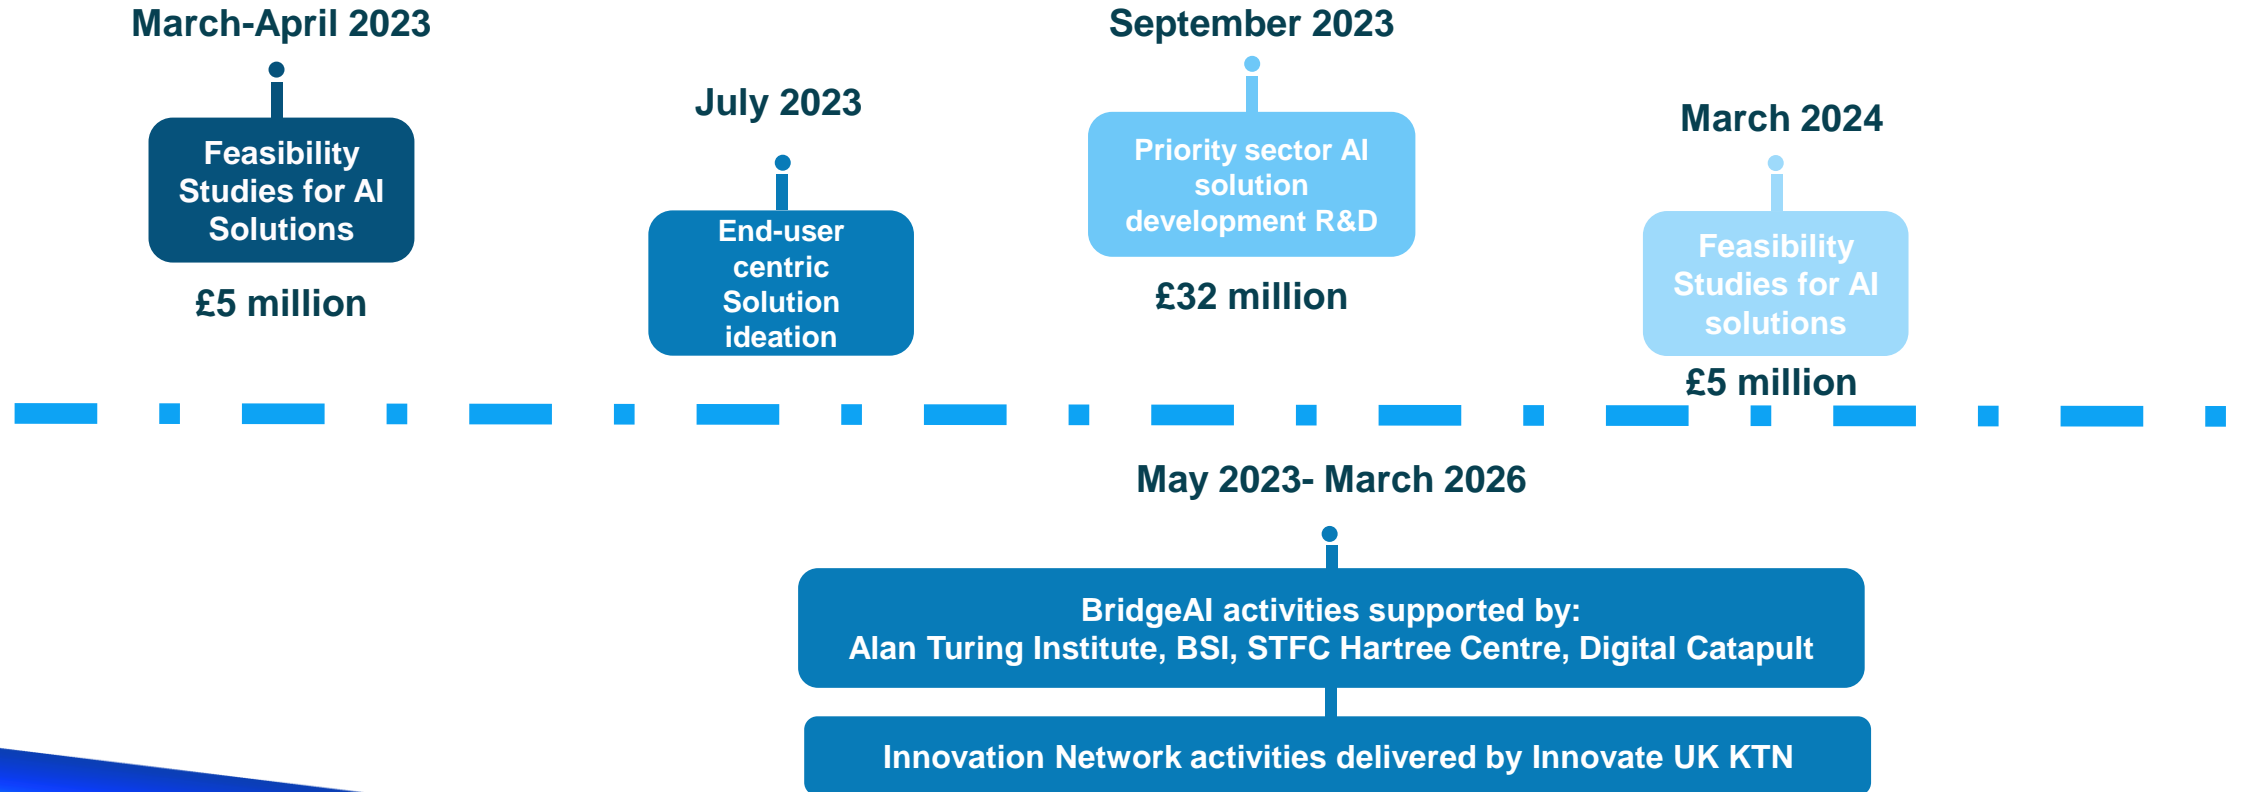 March-April 2023
Feasibility
Studies for AI
Solutions
£5 million
July 2023
End-user
centric
Solution
ideation
September 2023
Priority sector AI
solution
development R&D
£32 million
March 2024
Feasibility
Studies for AI
solutions
£5 million
May 2023- March 2026
BridgeAI activities supported by:
Alan Turing Institute, BSI, STFC Hartree Centre, Digital Catapult
Innovation Network activities delivered by Innovate UK KTN